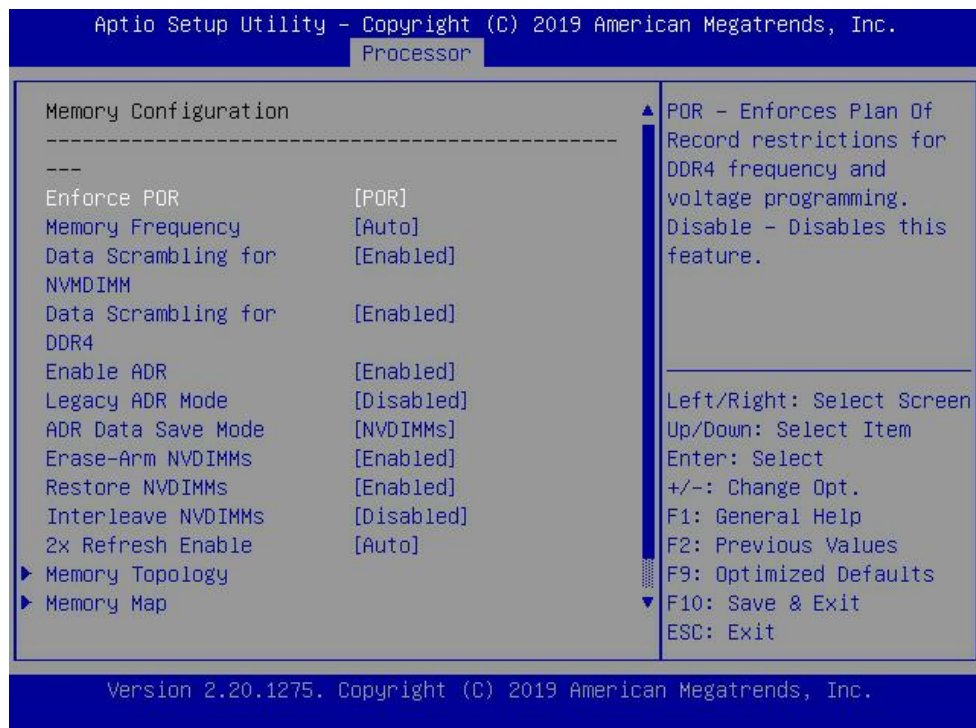 Aptio Setup Utility – Copyright (C) 2019 American Megatrends, Inc.
Processor
Memory Configuration
-----------------------------------------------
---
Enforce POR [POR]
Memory Frequency [Auto]
Data Scrambling for [Enabled]
NVMDIMM
Data Scrambling for [Enabled]
DDR4
Enable ADR [Enabled]
Legacy ADR Mode [Disabled]
ADR Data Save Mode [NVDIMMs]
Erase-Arm NVDIMMs [Enabled]
Restore NVDIMMs [Enabled]
Interleave NVDIMMs [Disabled]
2x Refresh Enable [Auto]
Memory Topology
Memory Map
POR – Enforces Plan Of
Record restrictions for
DDR4 frequency and
voltage programming.
Disable – Disables this
feature.
Left/Right: Select Screen
Up/Down: Select Item
Enter: Select
+/-: Change Opt.
F1: General Help
F2: Previous Values
F9: Optimized Defaults
F10: Save & Exit
ESC: Exit
Version 2.20.1275. Copyright (C) 2019 American Megatrends, Inc.